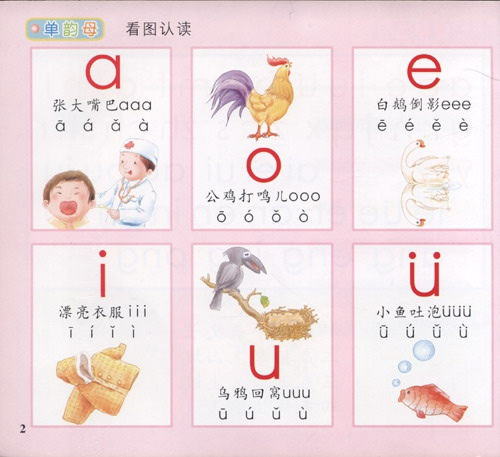 单韵母 看图认读
a
张大嘴巴aaa
ā á ǎ à
o
公鸡打鸣儿ooo
ō ó ǒ ò
e
白鹅倒影eee
ē é ě è
i
漂亮衣服iii
ī í ǐ ì
u
乌鸦回窝uuu
ū ú ǔ ù
ü
小鱼吐泡üüü
ǖ ǘ ǚ ǜ
2